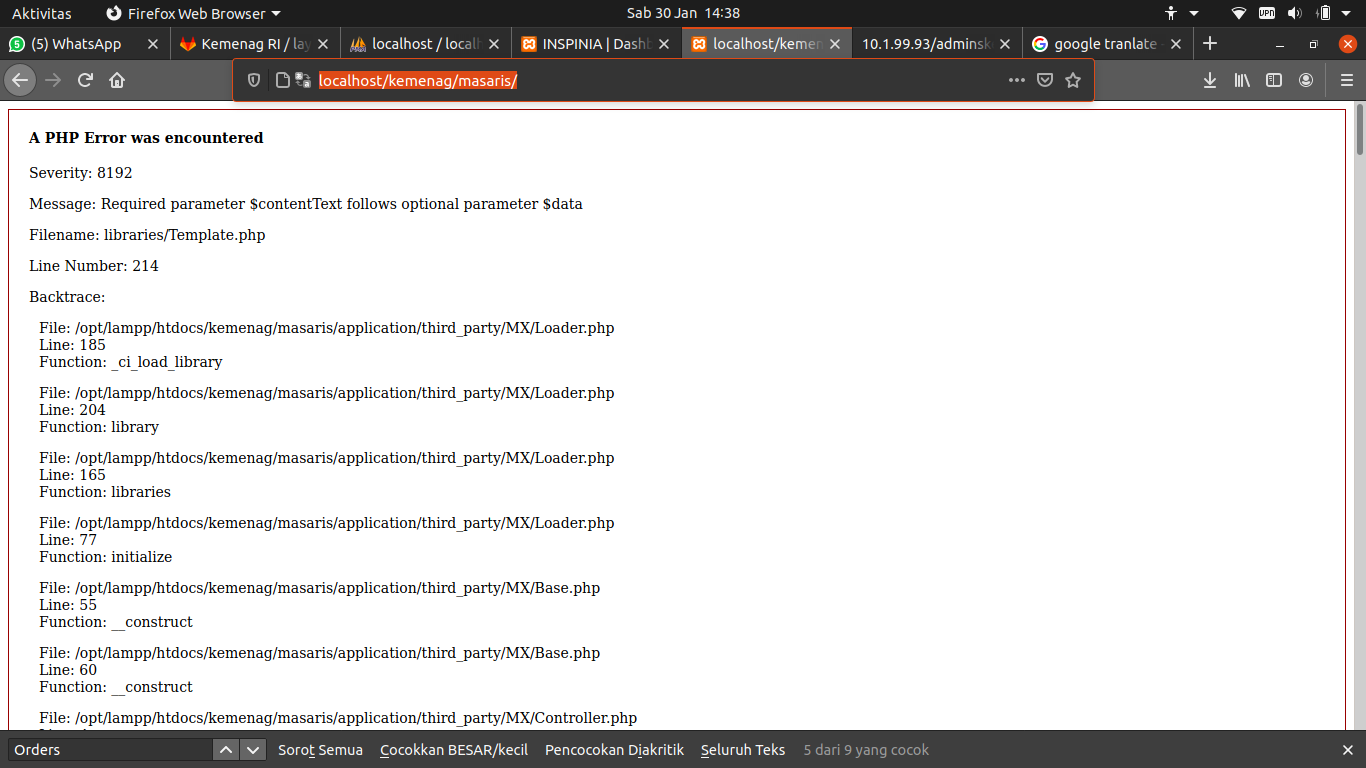 Aktivitas
Firefox Web Browser
Sab 30 Jan 14:38
VPN
(5) WhatsApp
Kemenag RI / lay
localhost / localh
INSPINIA | Dashb
localhost/kemen
10.1.99.93/adminsk
google tranlate -
localhost/kemenag/masaris/
A PHP Error was encountered
Severity: 8192
Message: Required parameter $contentText follows optional parameter $data
Filename: libraries/Template.php
Line Number: 214
Backtrace:
File: /opt/lampp/htdocs/kemenag/masaris/application/third_party/MX/Loader.php
Line: 185
Function: _ci_load_library
File: /opt/lampp/htdocs/kemenag/masaris/application/third_party/MX/Loader.php
Line: 204
Function: library
File: /opt/lampp/htdocs/kemenag/masaris/application/third_party/MX/Loader.php
Line: 165
Function: libraries
File: /opt/lampp/htdocs/kemenag/masaris/application/third_party/MX/Loader.php
Line: 77
Function: initialize
File: /opt/lampp/htdocs/kemenag/masaris/application/third_party/MX/Base.php
Line: 55
Function: __construct
File: /opt/lampp/htdocs/kemenag/masaris/application/third_party/MX/Base.php
Line: 60
Function: __construct
File: /opt/lampp/htdocs/kemenag/masaris/application/third_party/MX/Controller.php
Orders
Sorot Semua
Cocokkan BESAR/kecil
Pencocokan Diakritik
Seluruh Teks
5 dari 9 yang cocok